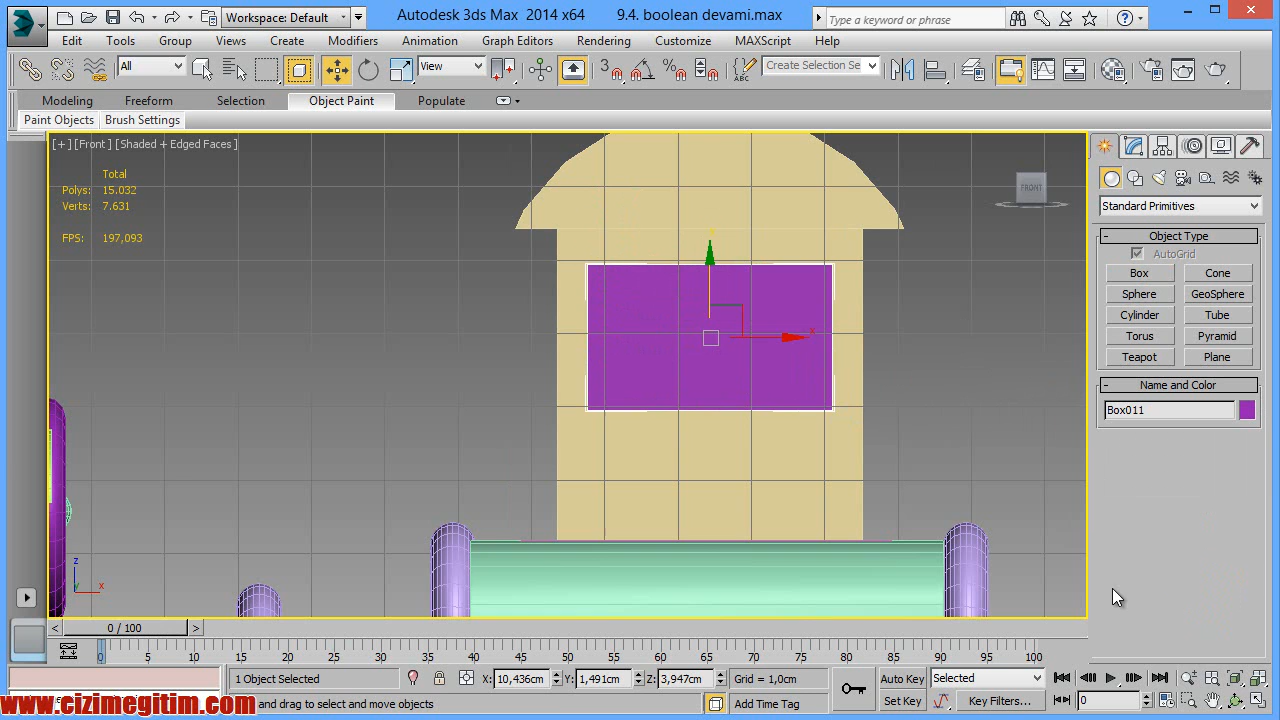 Workspace: Default
Autodesk 3ds Max 2014 x64
9.4. boolean devami.max
Type a keyword or phrase
Edit Tools Group Views Create Modifiers Animation Graph Editors Rendering Customize MAXScript Help
All
View
3
Create Selection Se
Modeling Freeform Selection Object Paint Populate
Paint Objects Brush Settings
[+] [Front] [Shaded + Edged Faces]
Total
Polys: 15.032
Verts: 7.631
FPS: 197,093
FRONT
x
z
x
y
Standard Primitives
- Object Type
AutoGrid
Box Cone
Sphere GeoSphere
Cylinder Tube
Torus Pyramid
Teapot Plane
- Name and Color
Box011
< 0 / 100 >
0 5 10 15 20 25 30 35 40 45 50 55 60 65 70 75 80 85 90 95 100
1 Object Selected
X: 10,436cm Y: 1,491cm Z: 3,947cm Grid = 1,0cm
Auto Key Selected
www.cizimegitim.com
and drag to select and move objects
Add Time Tag
Set Key Key Filters...
0